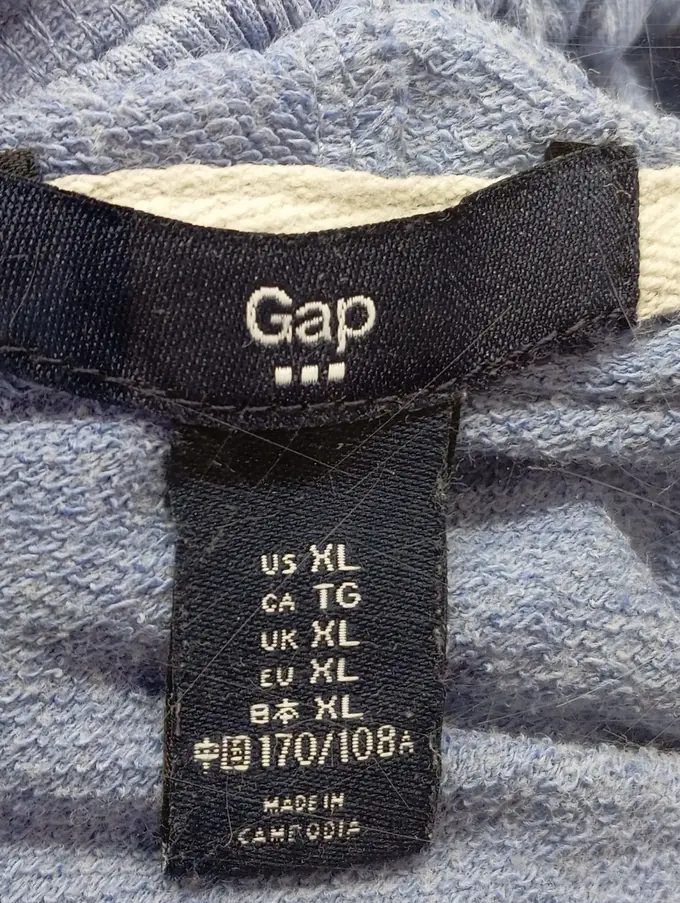 Gap
US XL
CA TG
UK XL
EU XL
日本 XL
中国 170/108A
MADE IN
CAMBODIA